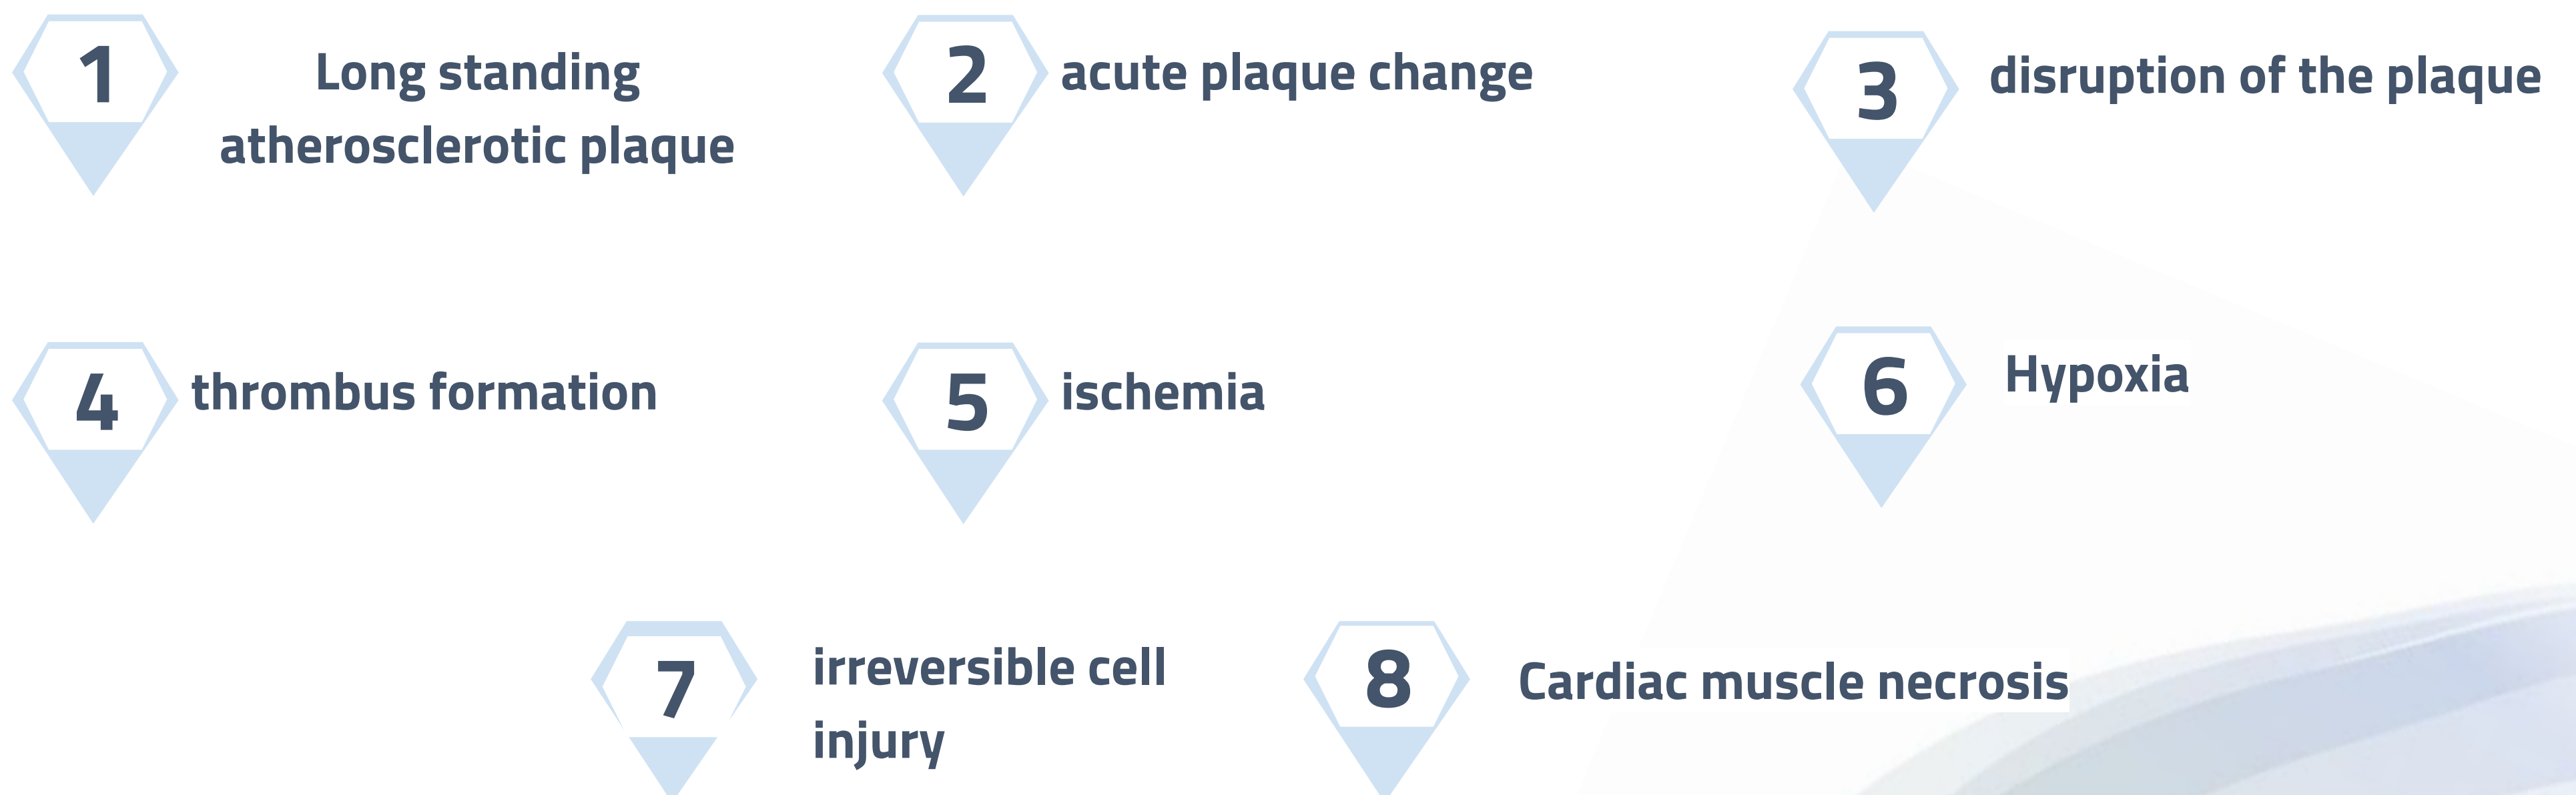 1
Long standing
atherosclerotic plaque
2
acute plaque change
3
disruption of the plaque
4
thrombus formation
5
ischemia
6
Hypoxia
7
irreversible cell
injury
8
Cardiac muscle necrosis